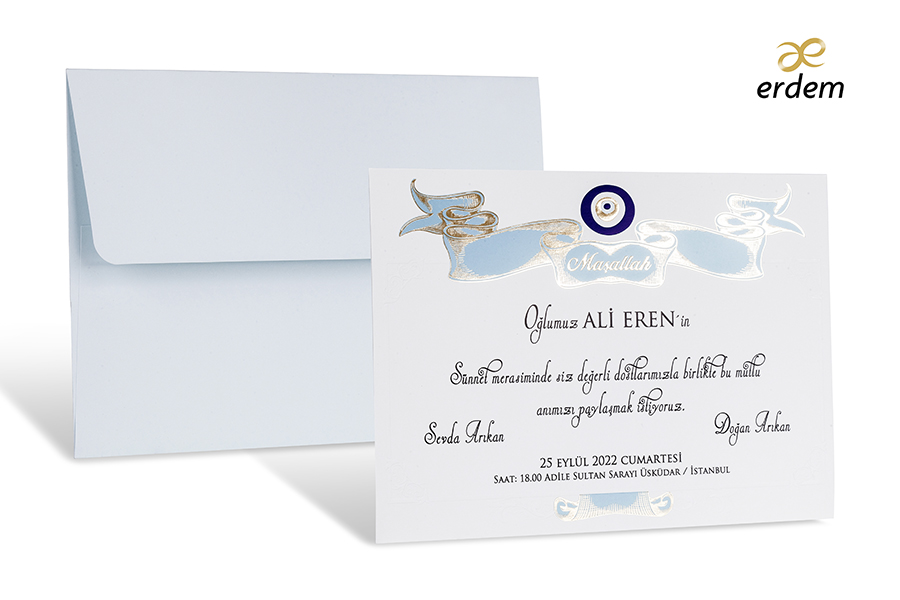 erdem
Maşallah
Oğlumuz ALİ EREN'in
Sünnet merasiminde siz değerli dostlarımızla birlikte bu mutlu
anımızı paylaşmak istiyoruz.
Sevda Arıkan
Doğan Arıkan
25 EYLÜL 2022 CUMARTESİ
SAAT: 18.00 ADİLE SULTAN SARAYI ÜSKÜDAR / İSTANBUL